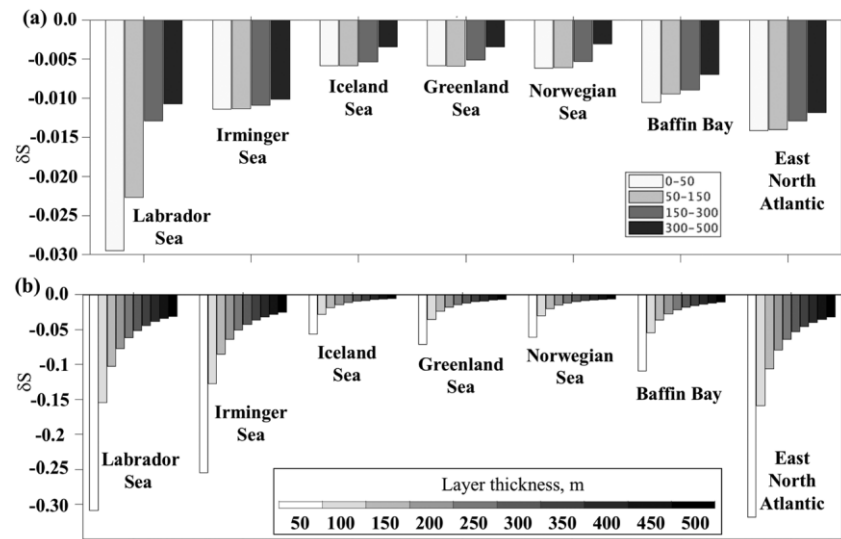 (a)
0.0
-0.005
-0.010
-0.015
-0.020
-0.025
-0.030
δS
Labrador
Sea
Irminger
Sea
Iceland
Sea
Greenland
Sea
Norwegian
Sea
Baffin Bay
East
North
Atlantic
0-50
50-150
150-300
300-500
(b)
0.0
-0.05
-0.1
-0.15
-0.2
-0.25
-0.30
δS
Labrador
Sea
Irminger
Sea
Iceland
Sea
Greenland
Sea
Norwegian
Sea
Baffin Bay
East
North
Atlantic
Layer thickness, m
50 100 150 200 250 300 350 400 450 500